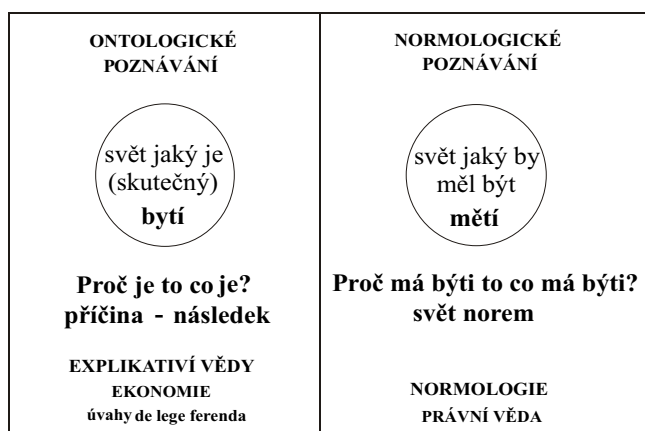 ONTOLOGICKÉ
POZNÁVÁNÍ
svět jaký je
(skutečný)
bytí
Proč je to co je?
příčina - následek
EXPLIKATIVÍ VĚDY
EKONOMIE
úvahy de lege ferenda
NORMOLOGICKÉ
POZNÁVÁNÍ
svět jaký by
měl být
mětí
Proč má býti to co má býti?
svět norem
NORMOLOGIE
PRÁVNÍ VĚDA